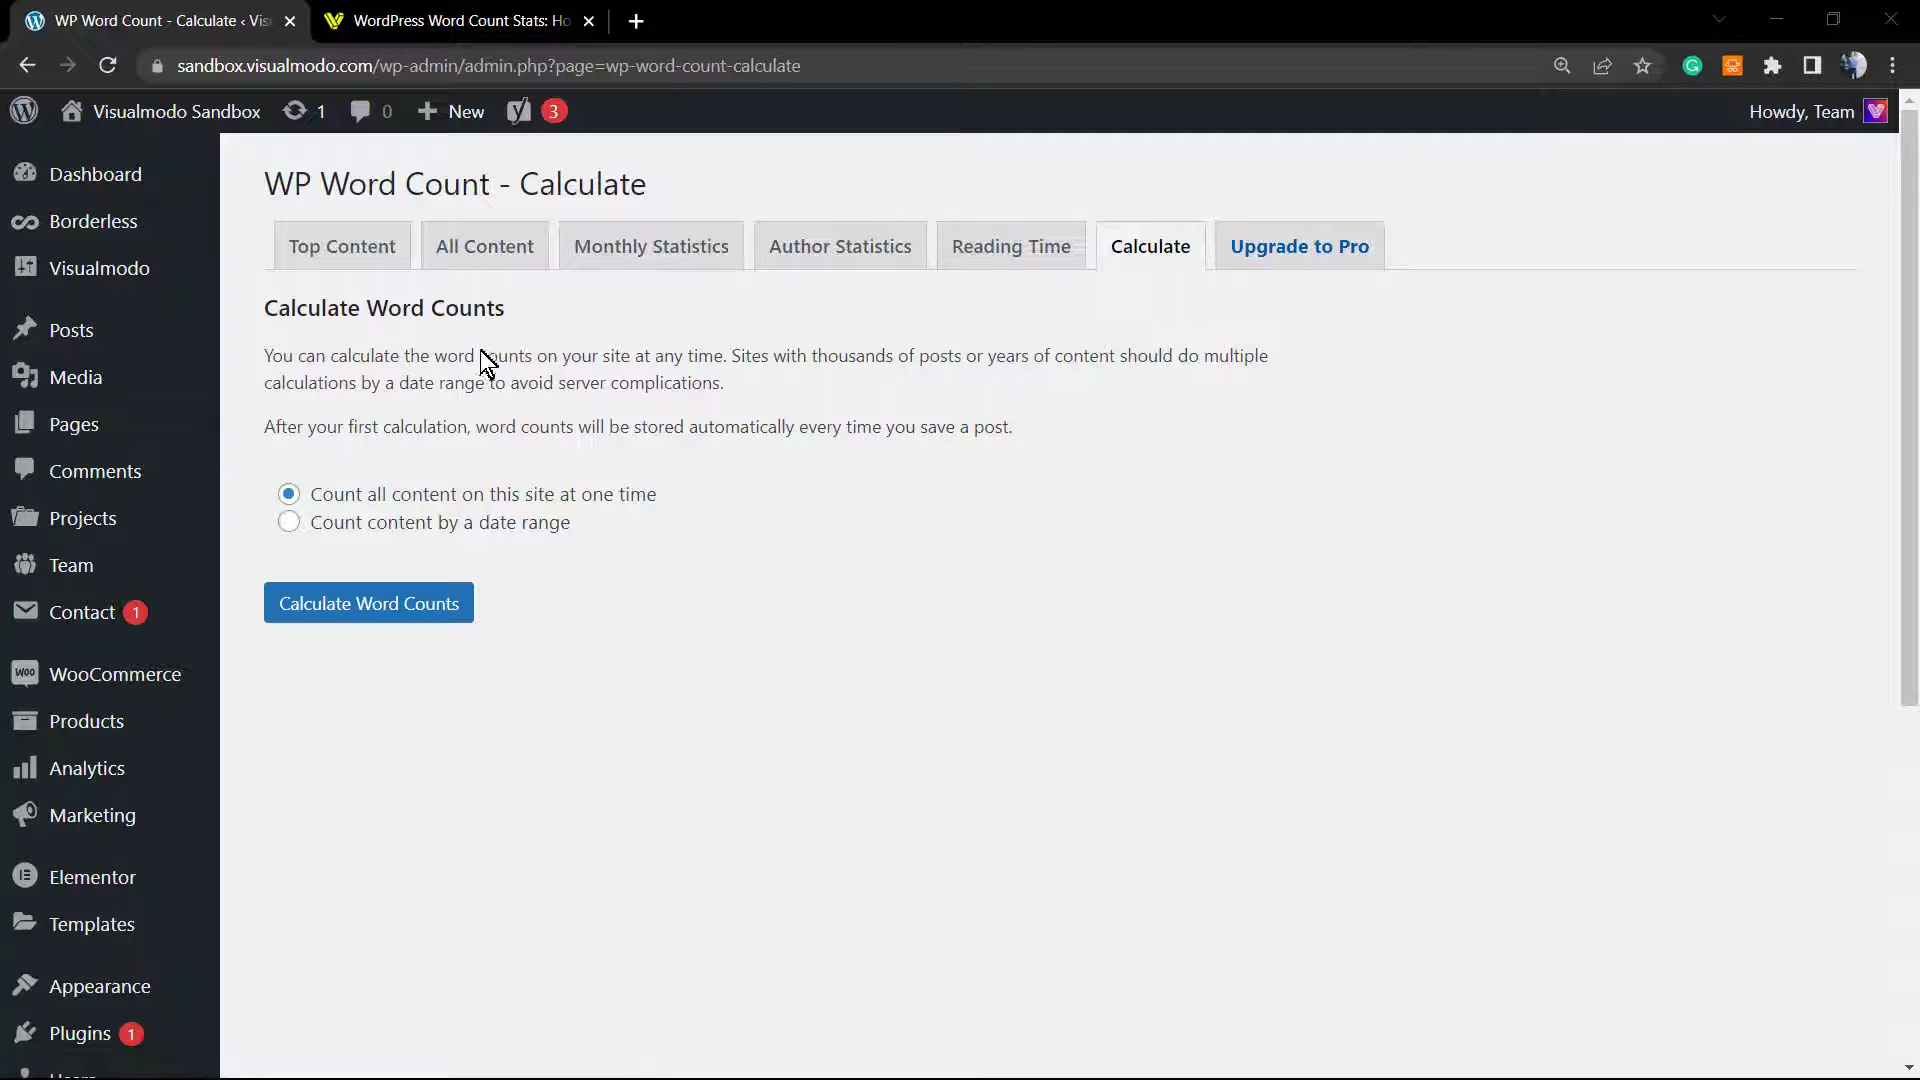 WP Word Count - Calculate ‹ Vis
WordPress Word Count Stats: Ho
sandbox.visualmodo.com/wp-admin/admin.php?page=wp-word-count-calculate
Visualmodo Sandbox
1
0
New
3
Howdy, Team
Dashboard
Borderless
Visualmodo
Posts
Media
Pages
Comments
Projects
Team
Contact 1
WooCommerce
Products
Analytics
Marketing
Elementor
Templates
Appearance
Plugins 1
WP Word Count - Calculate
Top Content
All Content
Monthly Statistics
Author Statistics
Reading Time
Calculate
Upgrade to Pro
Calculate Word Counts
You can calculate the word counts on your site at any time. Sites with thousands of posts or years of content should do multiple
calculations by a date range to avoid server complications.
After your first calculation, word counts will be stored automatically every time you save a post.
Count all content on this site at one time
Count content by a date range
Calculate Word Counts